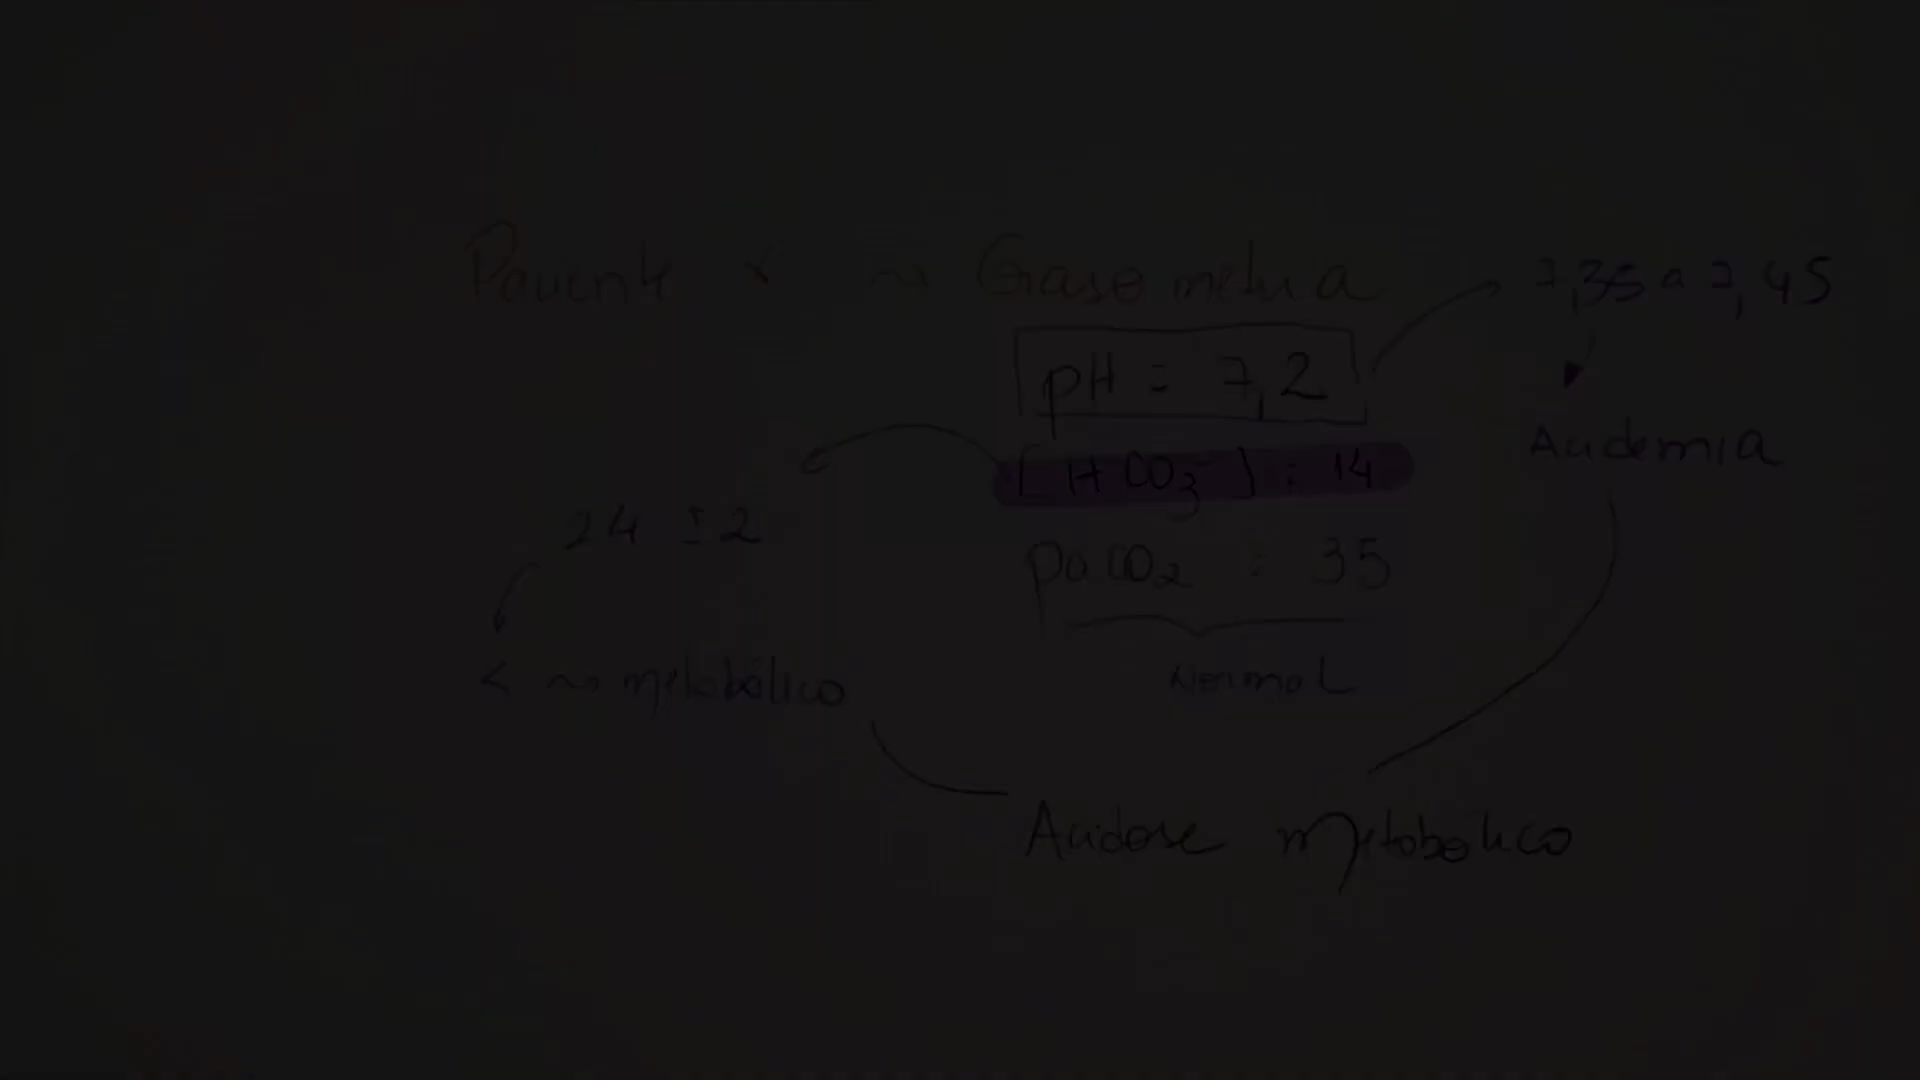 Paciente x ~> Gasometria
7,35 a 7,45
pH = 7,2
Acidemia
[HCO3-] : 14
24 ± 2
paCO2 : 35
< ~> metabólico
Normal
Acidose metabólico